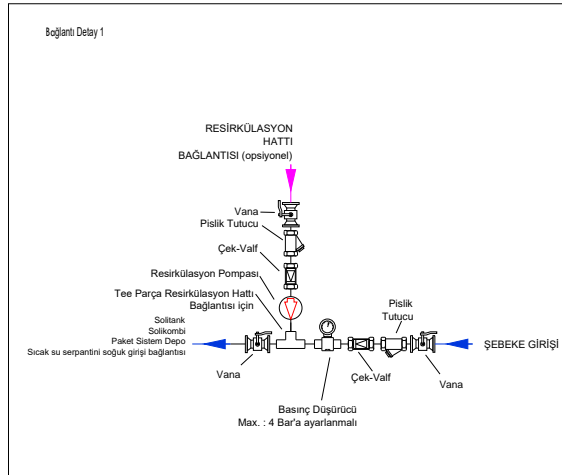 Bağlantı Detay 1
RESİRKÜLASYON
HATTI
BAĞLANTISI (opsiyonel)
Vana
Pislik Tutucu
Çek-Valf
Resirkülasyon Pompası
Tee Parça Resirkülasyon Hattı
Bağlantısı için
Solitank
Solikombi
Paket Sistem Depo
Sıcak su serpantini soğuk girişi bağlantısı
Vana
Pislik
Tutucu
ŞEBEKE GİRİŞİ
Çek-Valf
Vana
Basınç Düşürücü
Max. : 4 Bar'a ayarlanmalı